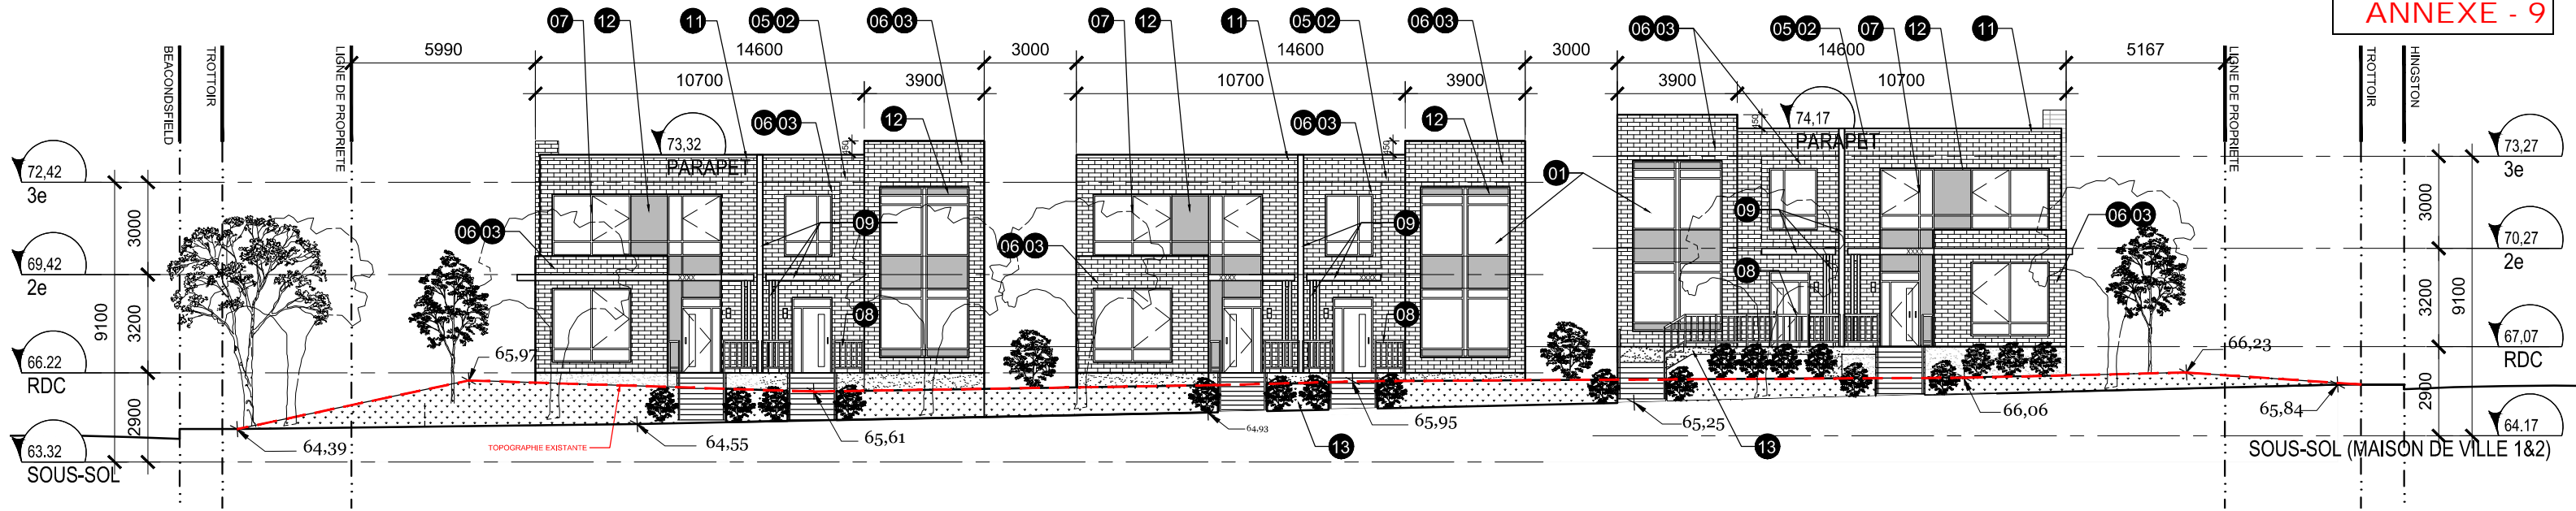 ANNEXE - 9
07 12 11 05 02 06 03 07 12 11 05 02 06 03 06 03 05 02 07 12 11
BEACONDSFIELD
TROTTOIR
LIGNE DE PROPRIETE
5990 14600 3000 14600 3000 14600 5167
LIGNE DE PROPRIETE
TROTTOIR
HINGSTON
10700 3900 10700 3900 3900 10700
06 03 12 06 03 12
73,32
PARAPET
450
450
450
74,17
PARAPET
72,42
3e
73,27
3e
01
06 03 09 06 03 09 09 06 03
3000
3000
69,42
2e
70,27
2e
08 08 08
9100
3200
3200
9100
66.22
RDC
67,07
RDC
65,97
66,23
2900
2900
64,39
TOPOGRAPHIE EXISTANTE
64,55
65,61
64,93
65,95
65,25
66,06
65,84
13 13
63.32
SOUS-SOL
64.17
SOUS-SOL (MAISON DE VILLE 1&2)